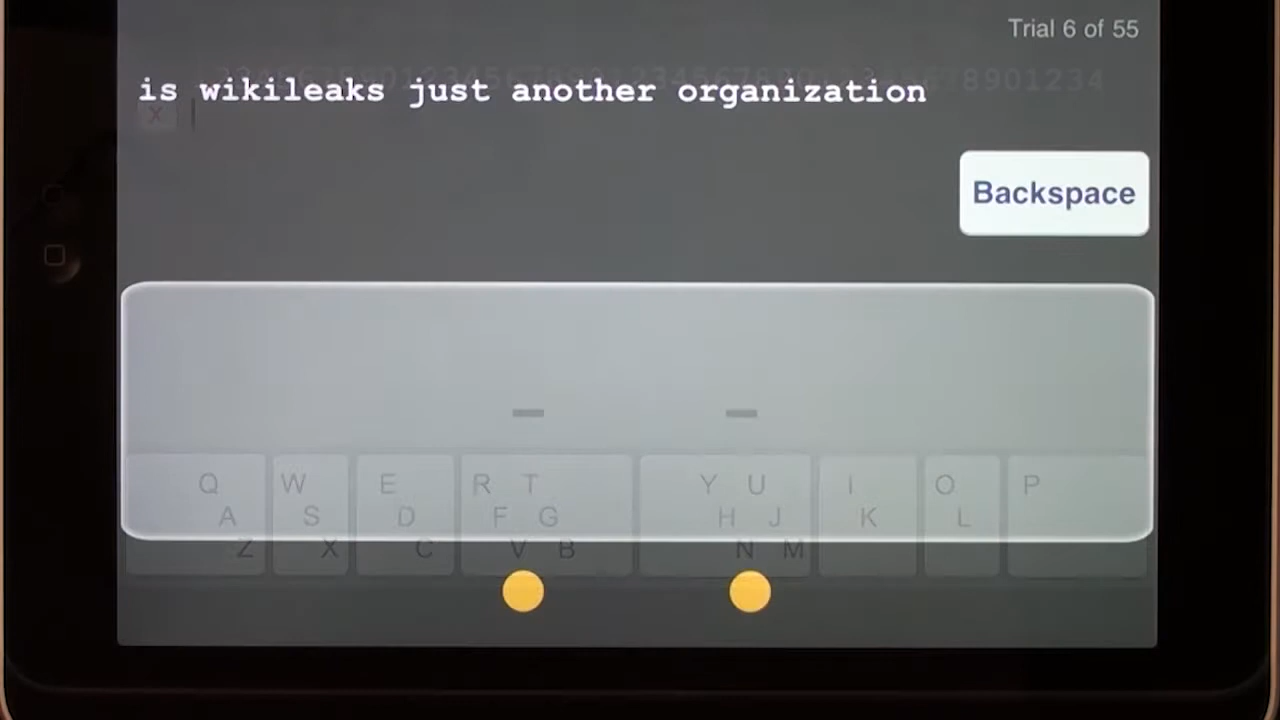 Trial 6 of 55
is wikileaks just another organization
X
Backspace
Q W E R T Y U I O P
A S D F G H J K L
Z X C V B N M